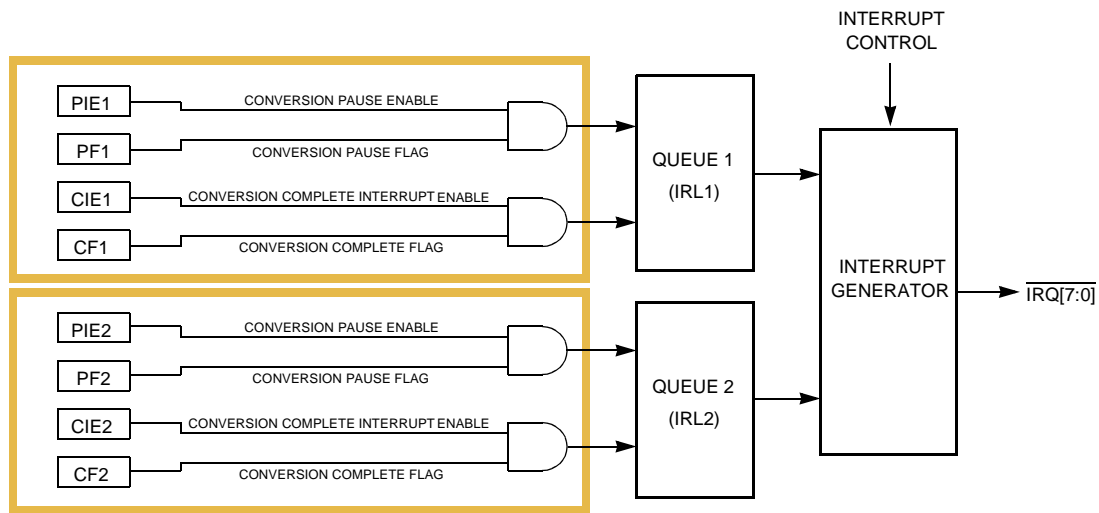 INTERRUPT
CONTROL
PIE1
CONVERSION PAUSE ENABLE
PF1
CONVERSION PAUSE FLAG
CIE1
CONVERSION COMPLETE INTERRUPT ENABLE
CF1
CONVERSION COMPLETE FLAG
QUEUE 1
(IRL1)
PIE2
CONVERSION PAUSE ENABLE
PF2
CONVERSION PAUSE FLAG
CIE2
CONVERSION COMPLETE INTERRUPT ENABLE
CF2
CONVERSION COMPLETE FLAG
QUEUE 2
(IRL2)
INTERRUPT
GENERATOR
IRQ[7:0]